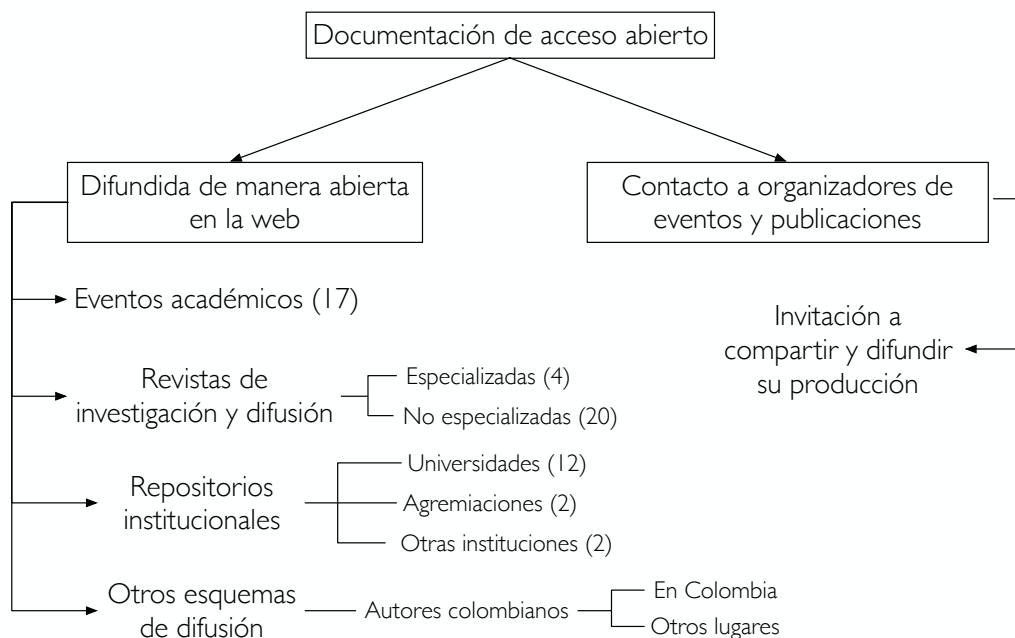 Documentación de acceso abierto
Difundida de manera abierta
en la web
Contacto a organizadores de
eventos y publicaciones
Eventos académicos (17)
Invitación a
compartir y difundir
su producción
Revistas de
investigación y difusión
Especializadas (4)
No especializadas (20)
Repositorios
institucionales
Universidades (12)
Agremiaciones (2)
Otras instituciones (2)
Otros esquemas
de difusión
Autores colombianos
En Colombia
Otros lugares